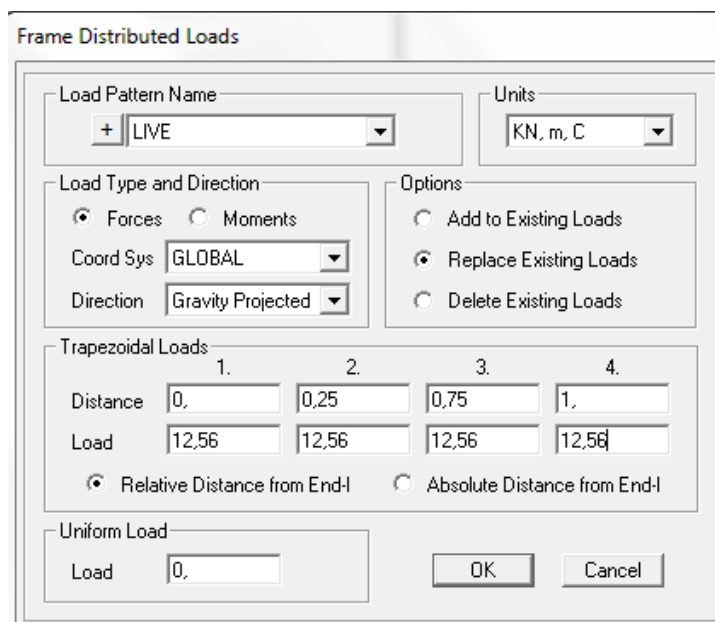 Frame Distributed Loads
Load Pattern Name
+ LIVE
Units
KN, m, C
Load Type and Direction
Forces Moments
Coord Sys GLOBAL
Direction Gravity Projected
Options
Add to Existing Loads
Replace Existing Loads
Delete Existing Loads
Trapezoidal Loads
1. 2. 3. 4.
Distance 0, 0,25 0,75 1,
Load 12,56 12,56 12,56 12,56
Relative Distance from End-I Absolute Distance from End-I
Uniform Load
Load 0,
OK Cancel